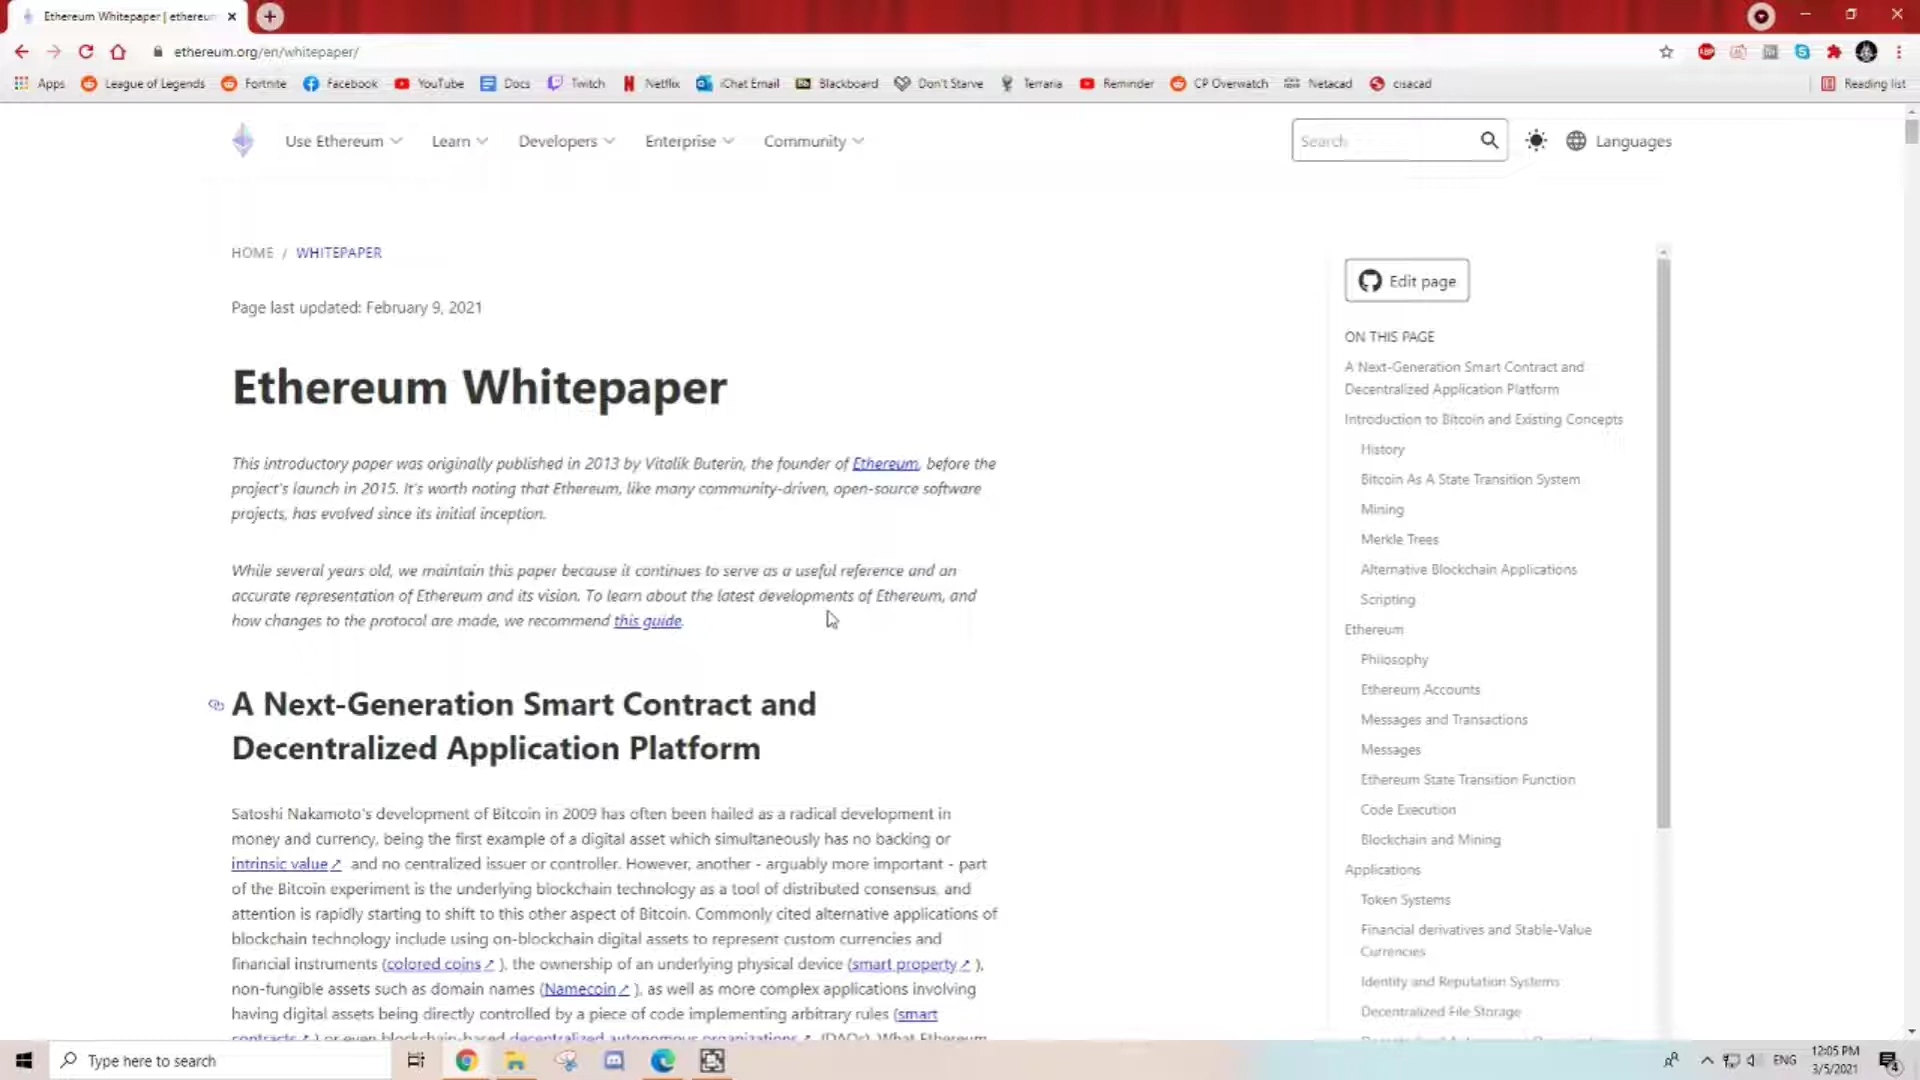 Ethereum Whitepaper | ethereum
ethereum.org/en/whitepaper/
Apps League of Legends Fortnite Facebook YouTube Docs Twitch Netflix iChat Email Blackboard Don't Starve Terraria Reminder CP Overwatch Netacad cisacad Reading list
Use Ethereum Learn Developers Enterprise Community Search Languages
HOME / WHITEPAPER
Page last updated: February 9, 2021
Ethereum Whitepaper
This introductory paper was originally published in 2013 by Vitalik Buterin, the founder of Ethereum, before the
project's launch in 2015. It's worth noting that Ethereum, like many community-driven, open-source software
projects, has evolved since its initial inception.
While several years old, we maintain this paper because it continues to serve as a useful reference and an
accurate representation of Ethereum and its vision. To learn about the latest developments of Ethereum, and
how changes to the protocol are made, we recommend this guide.
A Next-Generation Smart Contract and
Decentralized Application Platform
Satoshi Nakamoto's development of Bitcoin in 2009 has often been hailed as a radical development in
money and currency, being the first example of a digital asset which simultaneously has no backing or
intrinsic value↗ and no centralized issuer or controller. However, another - arguably more important - part
of the Bitcoin experiment is the underlying blockchain technology as a tool of distributed consensus, and
attention is rapidly starting to shift to this other aspect of Bitcoin. Commonly cited alternative applications of
blockchain technology include using on-blockchain digital assets to represent custom currencies and
financial instruments (colored coins↗ ), the ownership of an underlying physical device (smart property↗ ),
non-fungible assets such as domain names (Namecoin↗ ), as well as more complex applications involving
having digital assets being directly controlled by a piece of code implementing arbitrary rules (smart
contracts↗ ) or even blockchain-based decentralized autonomous organizations↗ (DAOs). What Ethereum
Edit page
ON THIS PAGE
A Next-Generation Smart Contract and
Decentralized Application Platform
Introduction to Bitcoin and Existing Concepts
History
Bitcoin As A State Transition System
Mining
Merkle Trees
Alternative Blockchain Applications
Scripting
Ethereum
Philosophy
Ethereum Accounts
Messages and Transactions
Messages
Ethereum State Transition Function
Code Execution
Blockchain and Mining
Applications
Token Systems
Financial derivatives and Stable-Value
Currencies
Identity and Reputation Systems
Decentralized File Storage
Type here to search
ENG
12:05 PM
3/5/2021
4